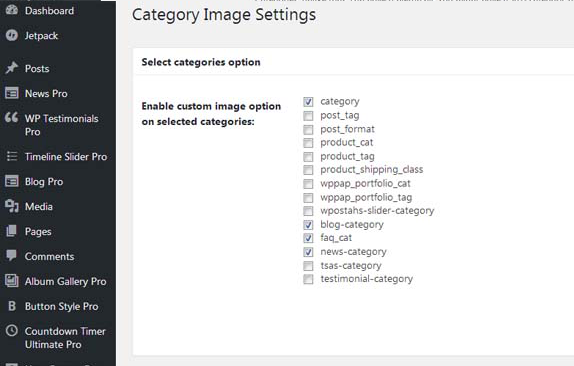 Dashboard
Jetpack
Posts
News Pro
WP Testimonials
Pro
Timeline Slider Pro
Blog Pro
Media
Pages
Comments
Album Gallery Pro
Button Style Pro
Countdown Timer
Ultimate Pro
Category Image Settings
Select categories option
Enable custom image option
on selected categories:
category
post_tag
post_format
product_cat
product_tag
product_shipping_class
wppap_portfolio_cat
wppap_portfolio_tag
wpostahs-slider-category
blog-category
faq_cat
news-category
tsas-category
testimonial-category